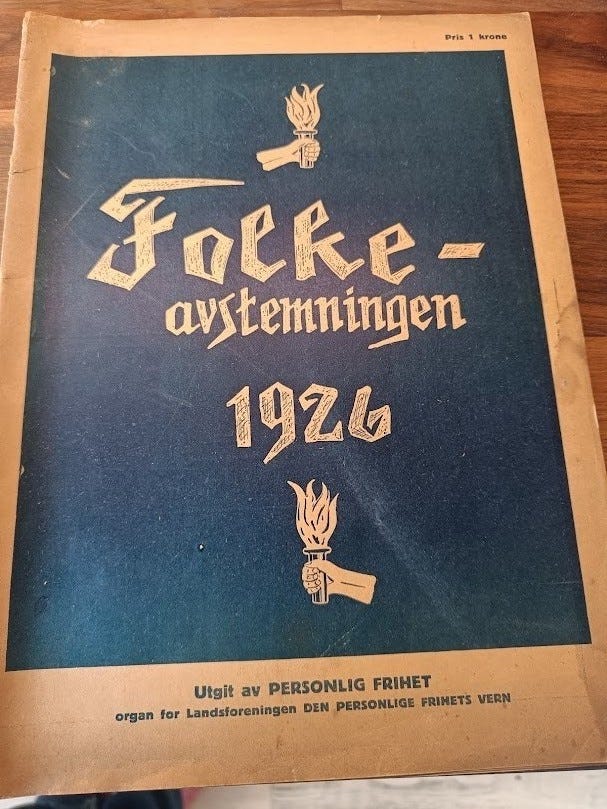 Pris 1 krone
Folke-
avstemningen
1926
Utgit av PERSONLIG FRIHET
organ for Landsforeningen DEN PERSONLIGE FRIHETS VERN